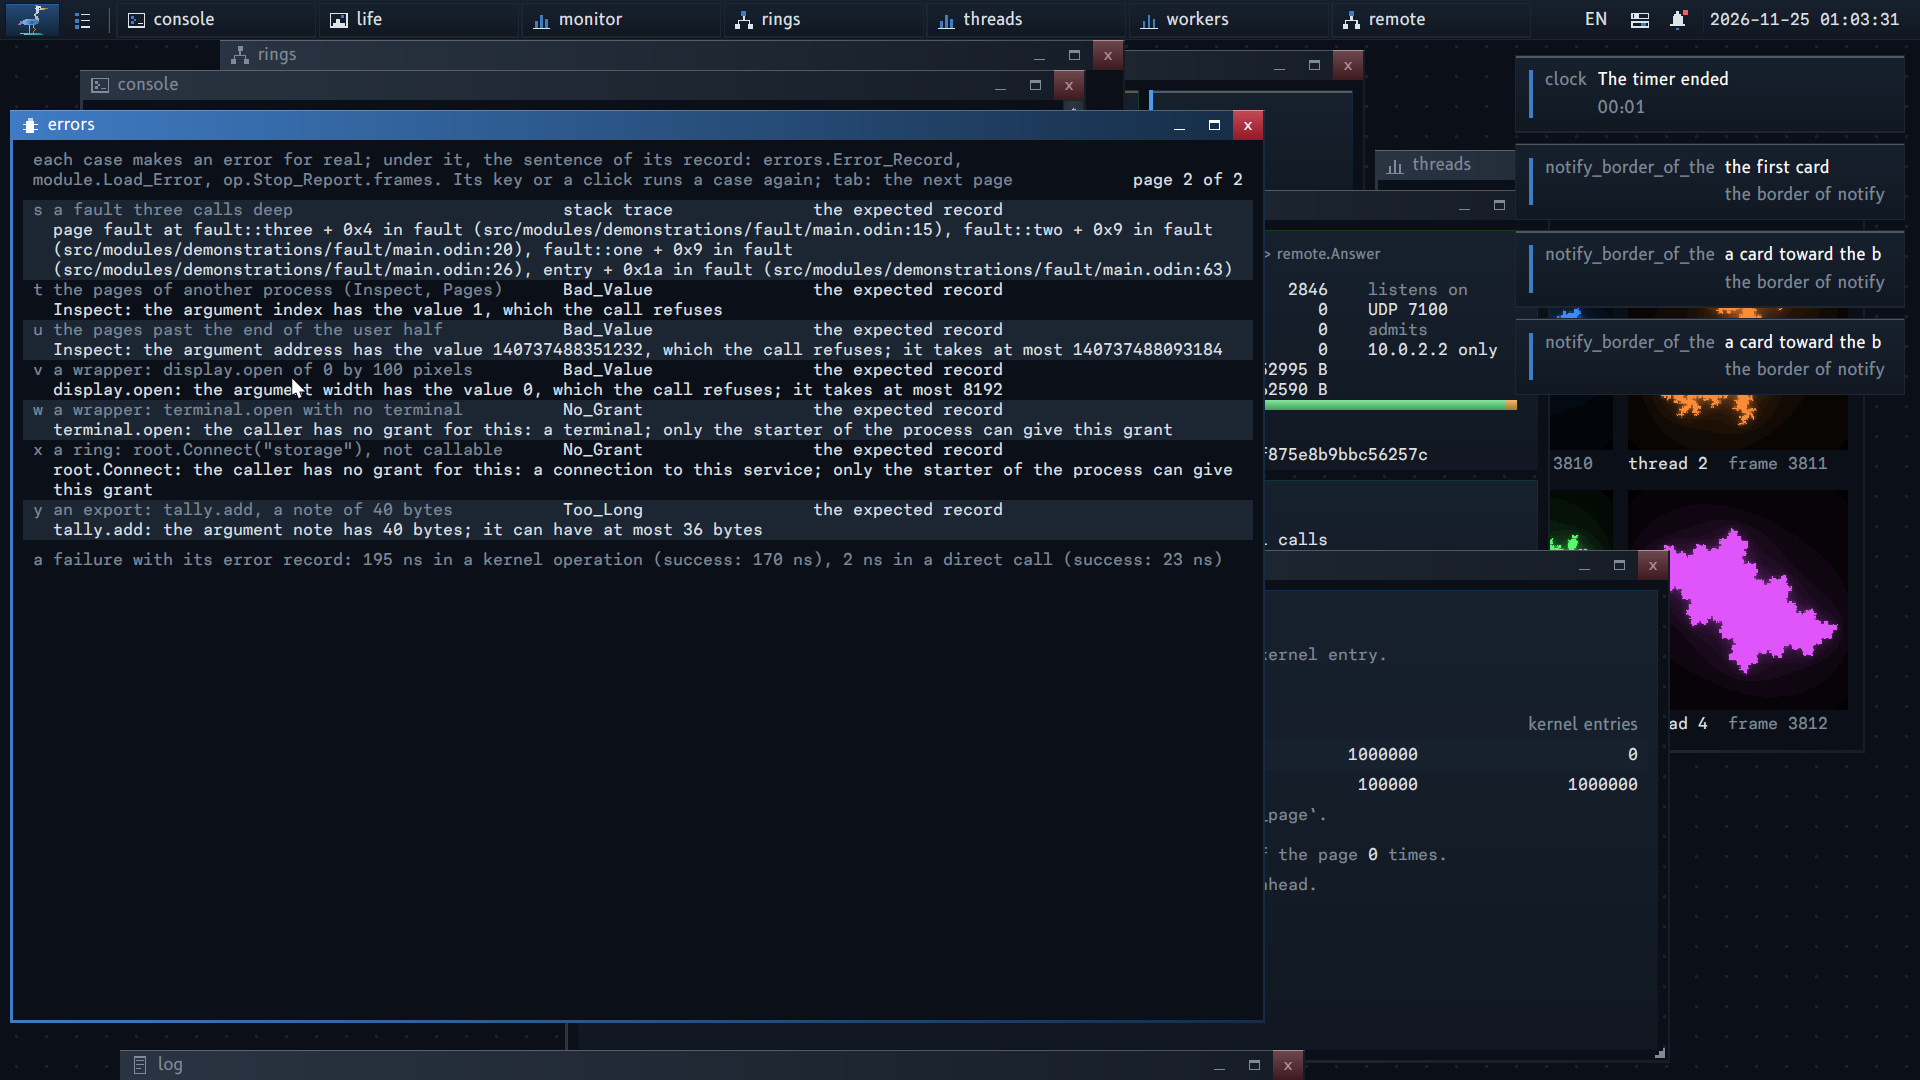 console
life
monitor
rings
threads
workers
remote
EN
2026-11-25 01:03:31
rings
console
errors
each case makes an error for real; under it, the sentence of its record: errors.Error_Record,
module.Load_Error, op.Stop_Report.frames. Its key or a click runs a case again; tab: the next page
page 2 of 2
s a fault three calls deep stack trace the expected record
page fault at fault::three + 0x4 in fault (src/modules/demonstrations/fault/main.odin:15), fault::two + 0x9 in fault
(src/modules/demonstrations/fault/main.odin:20), fault::one + 0x9 in fault
(src/modules/demonstrations/fault/main.odin:26), entry + 0x1a in fault (src/modules/demonstrations/fault/main.odin:63)
t the pages of another process (Inspect, Pages) Bad_Value the expected record
Inspect: the argument index has the value 1, which the call refuses
u the pages past the end of the user half Bad_Value the expected record
Inspect: the argument address has the value 140737488351232, which the call refuses; it takes at most 140737488093184
v a wrapper: display.open of 0 by 100 pixels Bad_Value the expected record
display.open: the argument width has the value 0, which the call refuses; it takes at most 8192
w a wrapper: terminal.open with no terminal No_Grant the expected record
terminal.open: the caller has no grant for this: a terminal; only the starter of the process can give this grant
x a ring: root.Connect("storage"), not callable No_Grant the expected record
root.Connect: the caller has no grant for this: a connection to this service; only the starter of the process can give
this grant
y an export: tally.add, a note of 40 bytes Too_Long the expected record
tally.add: the argument note has 40 bytes; it can have at most 36 bytes
a failure with its error record: 195 ns in a kernel operation (success: 170 ns), 2 ns in a direct call (success: 23 ns)
clock The timer ended
00:01
notify_border_of_the the first card
the border of notify
notify_border_of_the a card toward the b
the border of notify
notify_border_of_the a card toward the b
the border of notify
threads
> remote.Answer
2846 listens on
0 UDP 7100
0 admits
0 10.0.2.2 only
52995 B
62590 B
f875e8b9bbc56257c
calls
3810
thread 2 frame 3811
ad 4 frame 3812
kernel entry.
kernel entries
1000000 0
100000 1000000
_page`.
the page 0 times.
ahead.
log